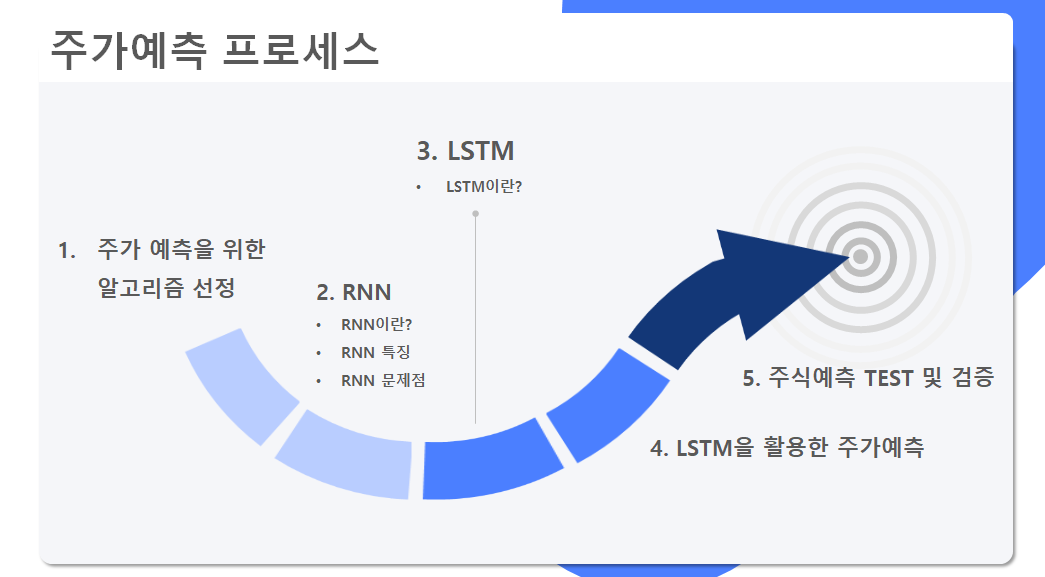 주가예측 프로세스
1. 주가 예측을 위한
알고리즘 선정
2. RNN
• RNN이란?
• RNN 특징
• RNN 문제점
3. LSTM
• LSTM이란?
4. LSTM을 활용한 주가예측
5. 주식예측 TEST 및 검증